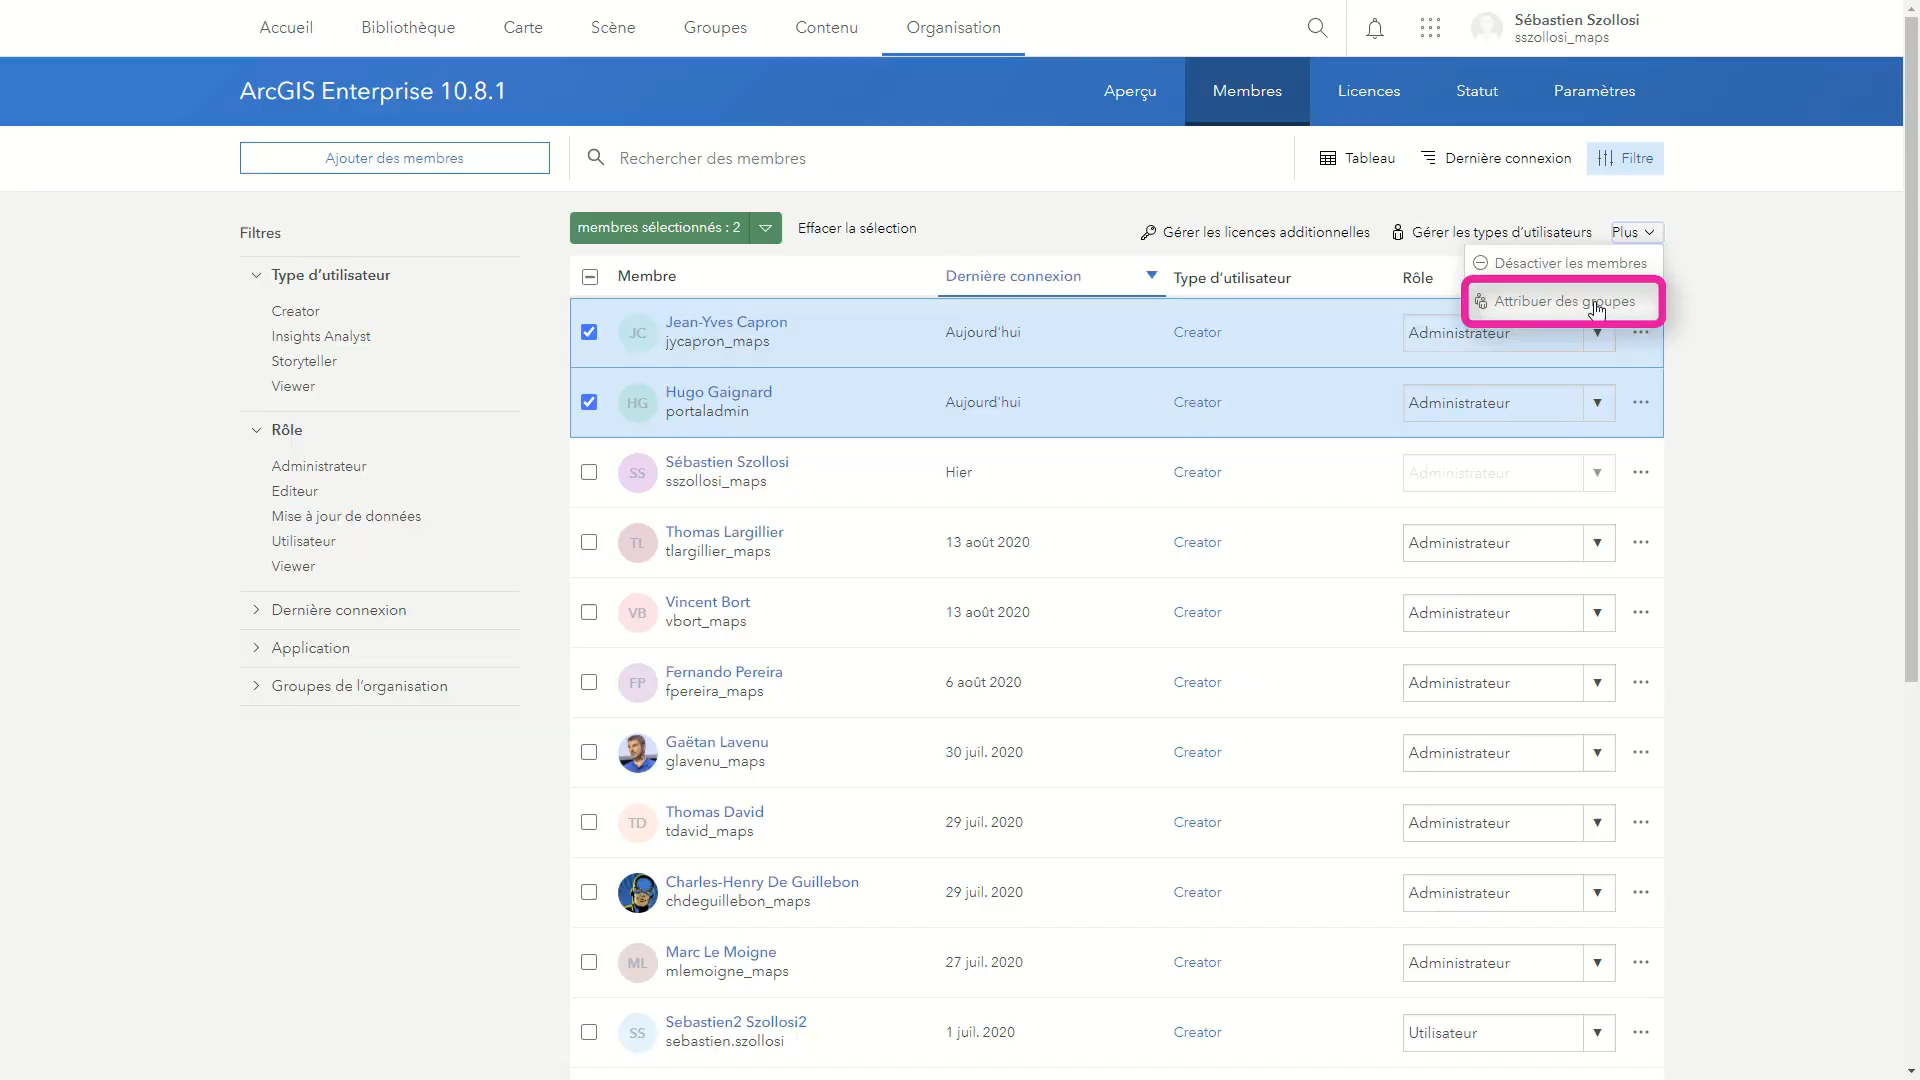 Accueil
Bibliothèque
Carte
Scène
Groupes
Contenu
Organisation
Sébastien Szollosi
sszollosi_maps
ArcGIS Enterprise 10.8.1
Aperçu
Membres
Licences
Statut
Paramètres
Ajouter des membres
Rechercher des membres
Tableau
Dernière connexion
Filtre
Filtres
Type d’utilisateur
Creator
Insights Analyst
Storyteller
Viewer
Rôle
Administrateur
Editeur
Mise à jour de données
Utilisateur
Viewer
Dernière connexion
Application
Groupes de l’organisation
membres sélectionnés : 2
Effacer la sélection
Gérer les licences additionnelles
Gérer les types d’utilisateurs
Plus
Désactiver les membres
Attribuer des groupes
Membre
Dernière connexion
Type d’utilisateur
Rôle
JC
Jean-Yves Capron
jycapron_maps
Aujourd'hui
Creator
Administrateur
HG
Hugo Gaignard
portaladmin
Aujourd'hui
Creator
Administrateur
SS
Sébastien Szollosi
sszollosi_maps
Hier
Creator
Administrateur
TL
Thomas Largillier
tlargillier_maps
13 août 2020
Creator
Administrateur
VB
Vincent Bort
vbort_maps
13 août 2020
Creator
Administrateur
FP
Fernando Pereira
fpereira_maps
6 août 2020
Creator
Administrateur
Gaëtan Lavenu
glavenu_maps
30 juil. 2020
Creator
Administrateur
TD
Thomas David
tdavid_maps
29 juil. 2020
Creator
Administrateur
Charles-Henry De Guillebon
chdeguillebon_maps
29 juil. 2020
Creator
Administrateur
ML
Marc Le Moigne
mlemoigne_maps
27 juil. 2020
Creator
Administrateur
SS
Sebastien2 Szollosi2
sebastien.szollosi
1 juil. 2020
Creator
Utilisateur